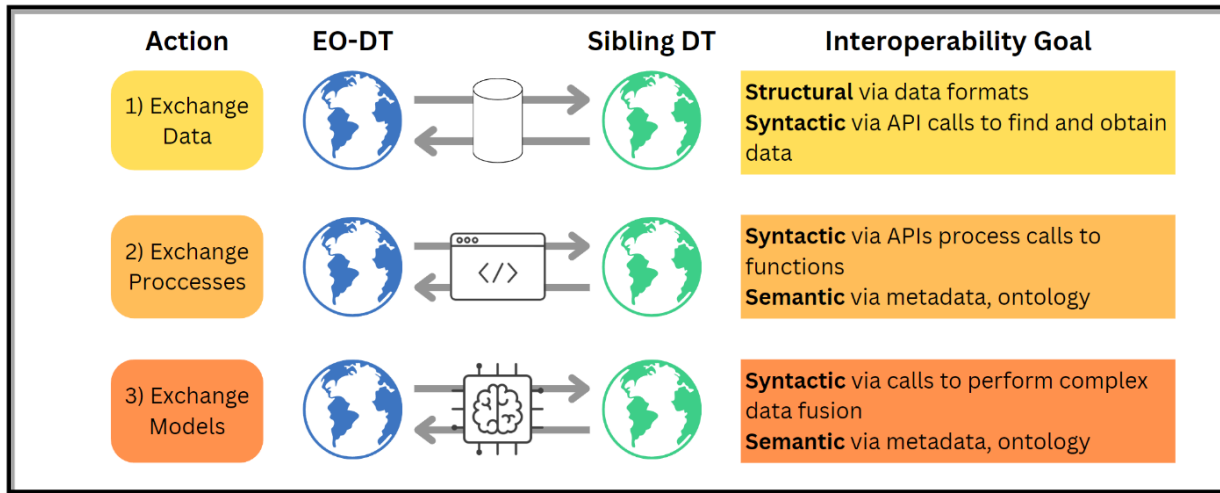 Action EO-DT Sibling DT Interoperability Goal
1) Exchange
Data
Structural via data formats
Syntactic via API calls to find and obtain
data
2) Exchange
Proccesses
</>
Syntactic via APIs process calls to
functions
Semantic via metadata, ontology
3) Exchange
Models
Syntactic via calls to perform complex
data fusion
Semantic via metadata, ontology